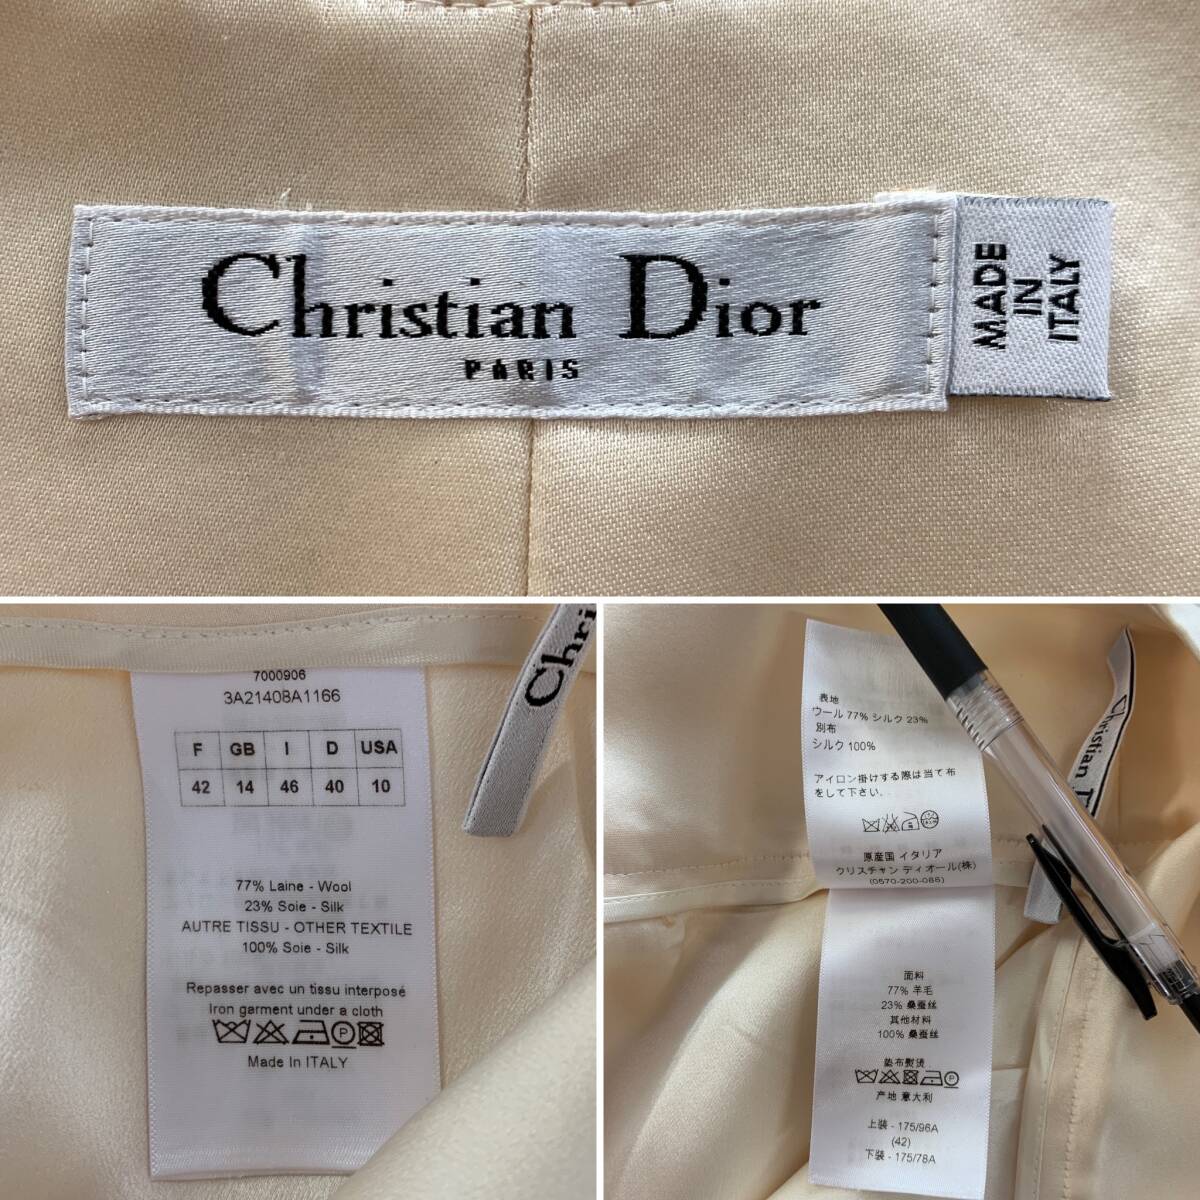 Christian Dior
PARIS
MADE
IN
ITALY
7000906
3A21408A1166
F GB I D USA
42 14 46 40 10
77% Laine - Wool
23% Soie - Silk
AUTRE TISSU - OTHER TEXTILE
100% Soie - Silk
Repasser avec un tissu interposé
Iron garment under a cloth
P
Made In ITALY
Chri
表地
ウール 77% シルク 23%
別布
シルク 100%
アイロン掛けする際は当て布
をして下さい.
原産国 イタリア
クリスチャン ディオール(株)
(0570-200-086)
面料
77% 羊毛
23% 桑蚕丝
其他材料
100% 桑蚕丝
垫布熨烫
P
产地 意大利
上装 - 175/96A
(42)
下装 - 175/78A
Christian